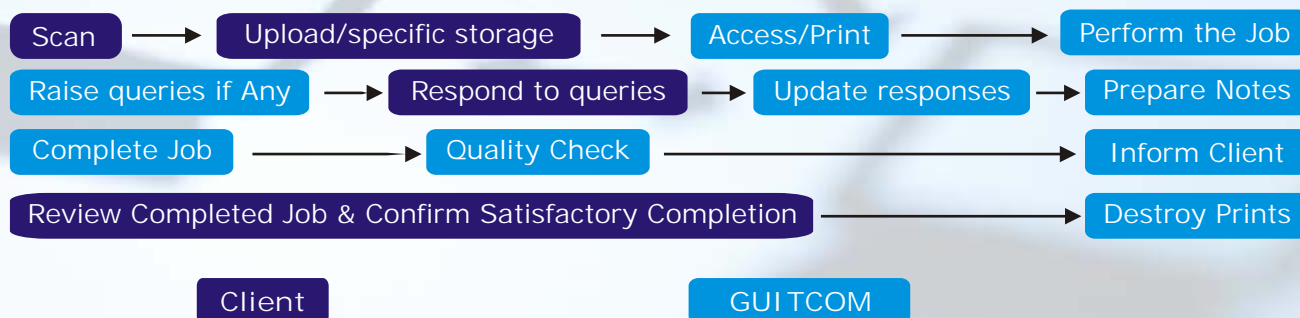 Scan Upload/specific storage Access/Print Perform the Job
Raise queries if Any Respond to queries Update responses Prepare Notes
Complete Job Quality Check Inform Client
Review Completed Job & Confirm Satisfactory Completion Destroy Prints
Client GUITCOM